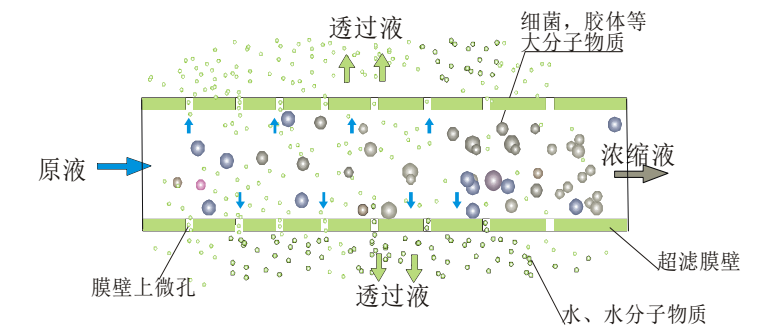 透过液
细菌，胶体等
大分子物质
原液
浓缩液
超滤膜壁
膜壁上微孔
透过液
水、水分子物质